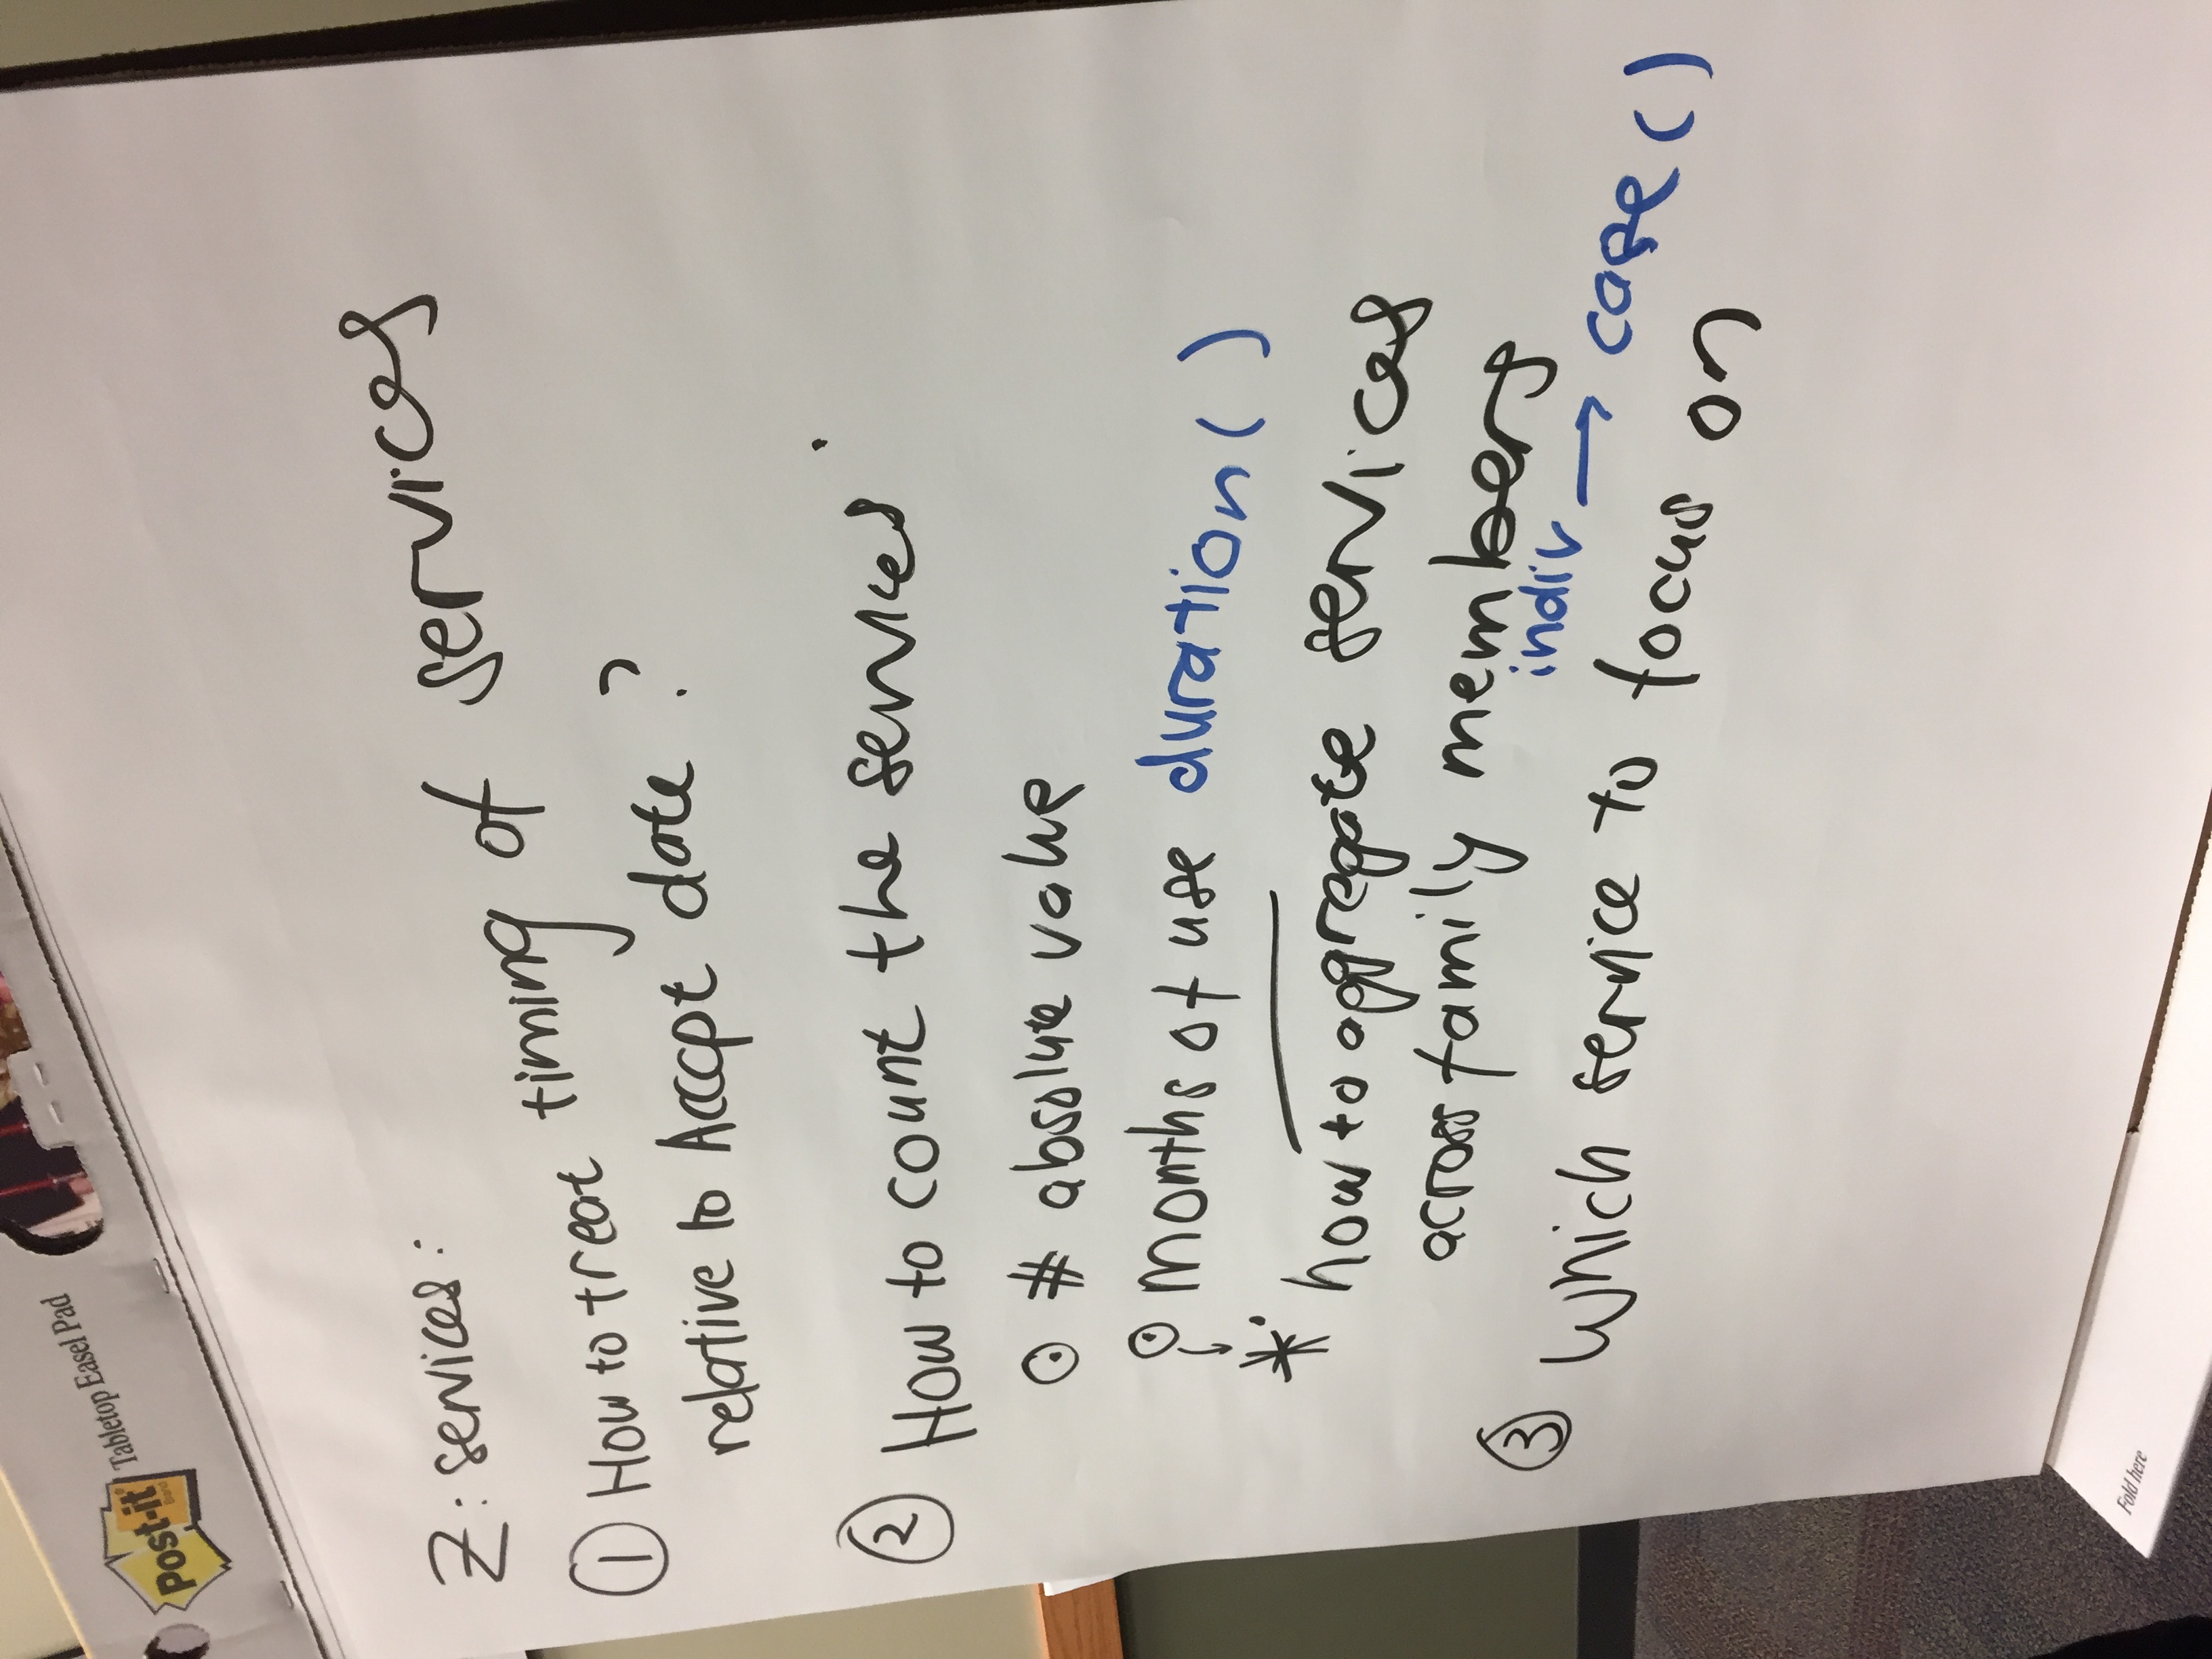 Post-it Brand Tabletop Easel Pad
Z: services:
① How to treat timing of services
relative to Accept date ?
② How to count the services
⊙ # absolute value
⊙ months of use duration ( )
* how to aggregate services
across family members
indiv → case ( )
③ Which service to focus on
Fold here